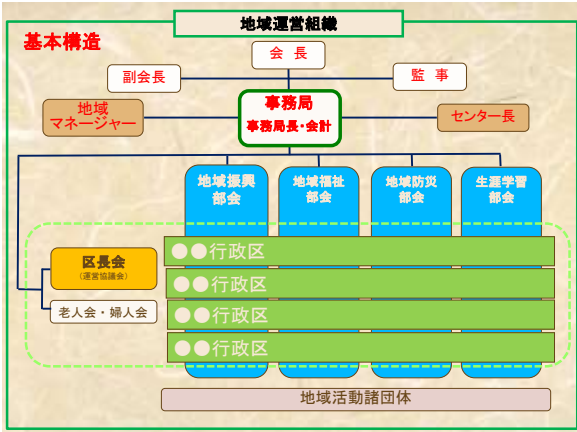 地域運営組織
基本構造
会 長
副会長
監 事
事務局
事務局長・会計
地域
マネージャー
センター長
地域振興
部会
地域福祉
部会
地域防災
部会
生涯学習
部会
区長会
(運営協議会)
老人会・婦人会
●●行政区
●●行政区
●●行政区
●●行政区
地域活動諸団体